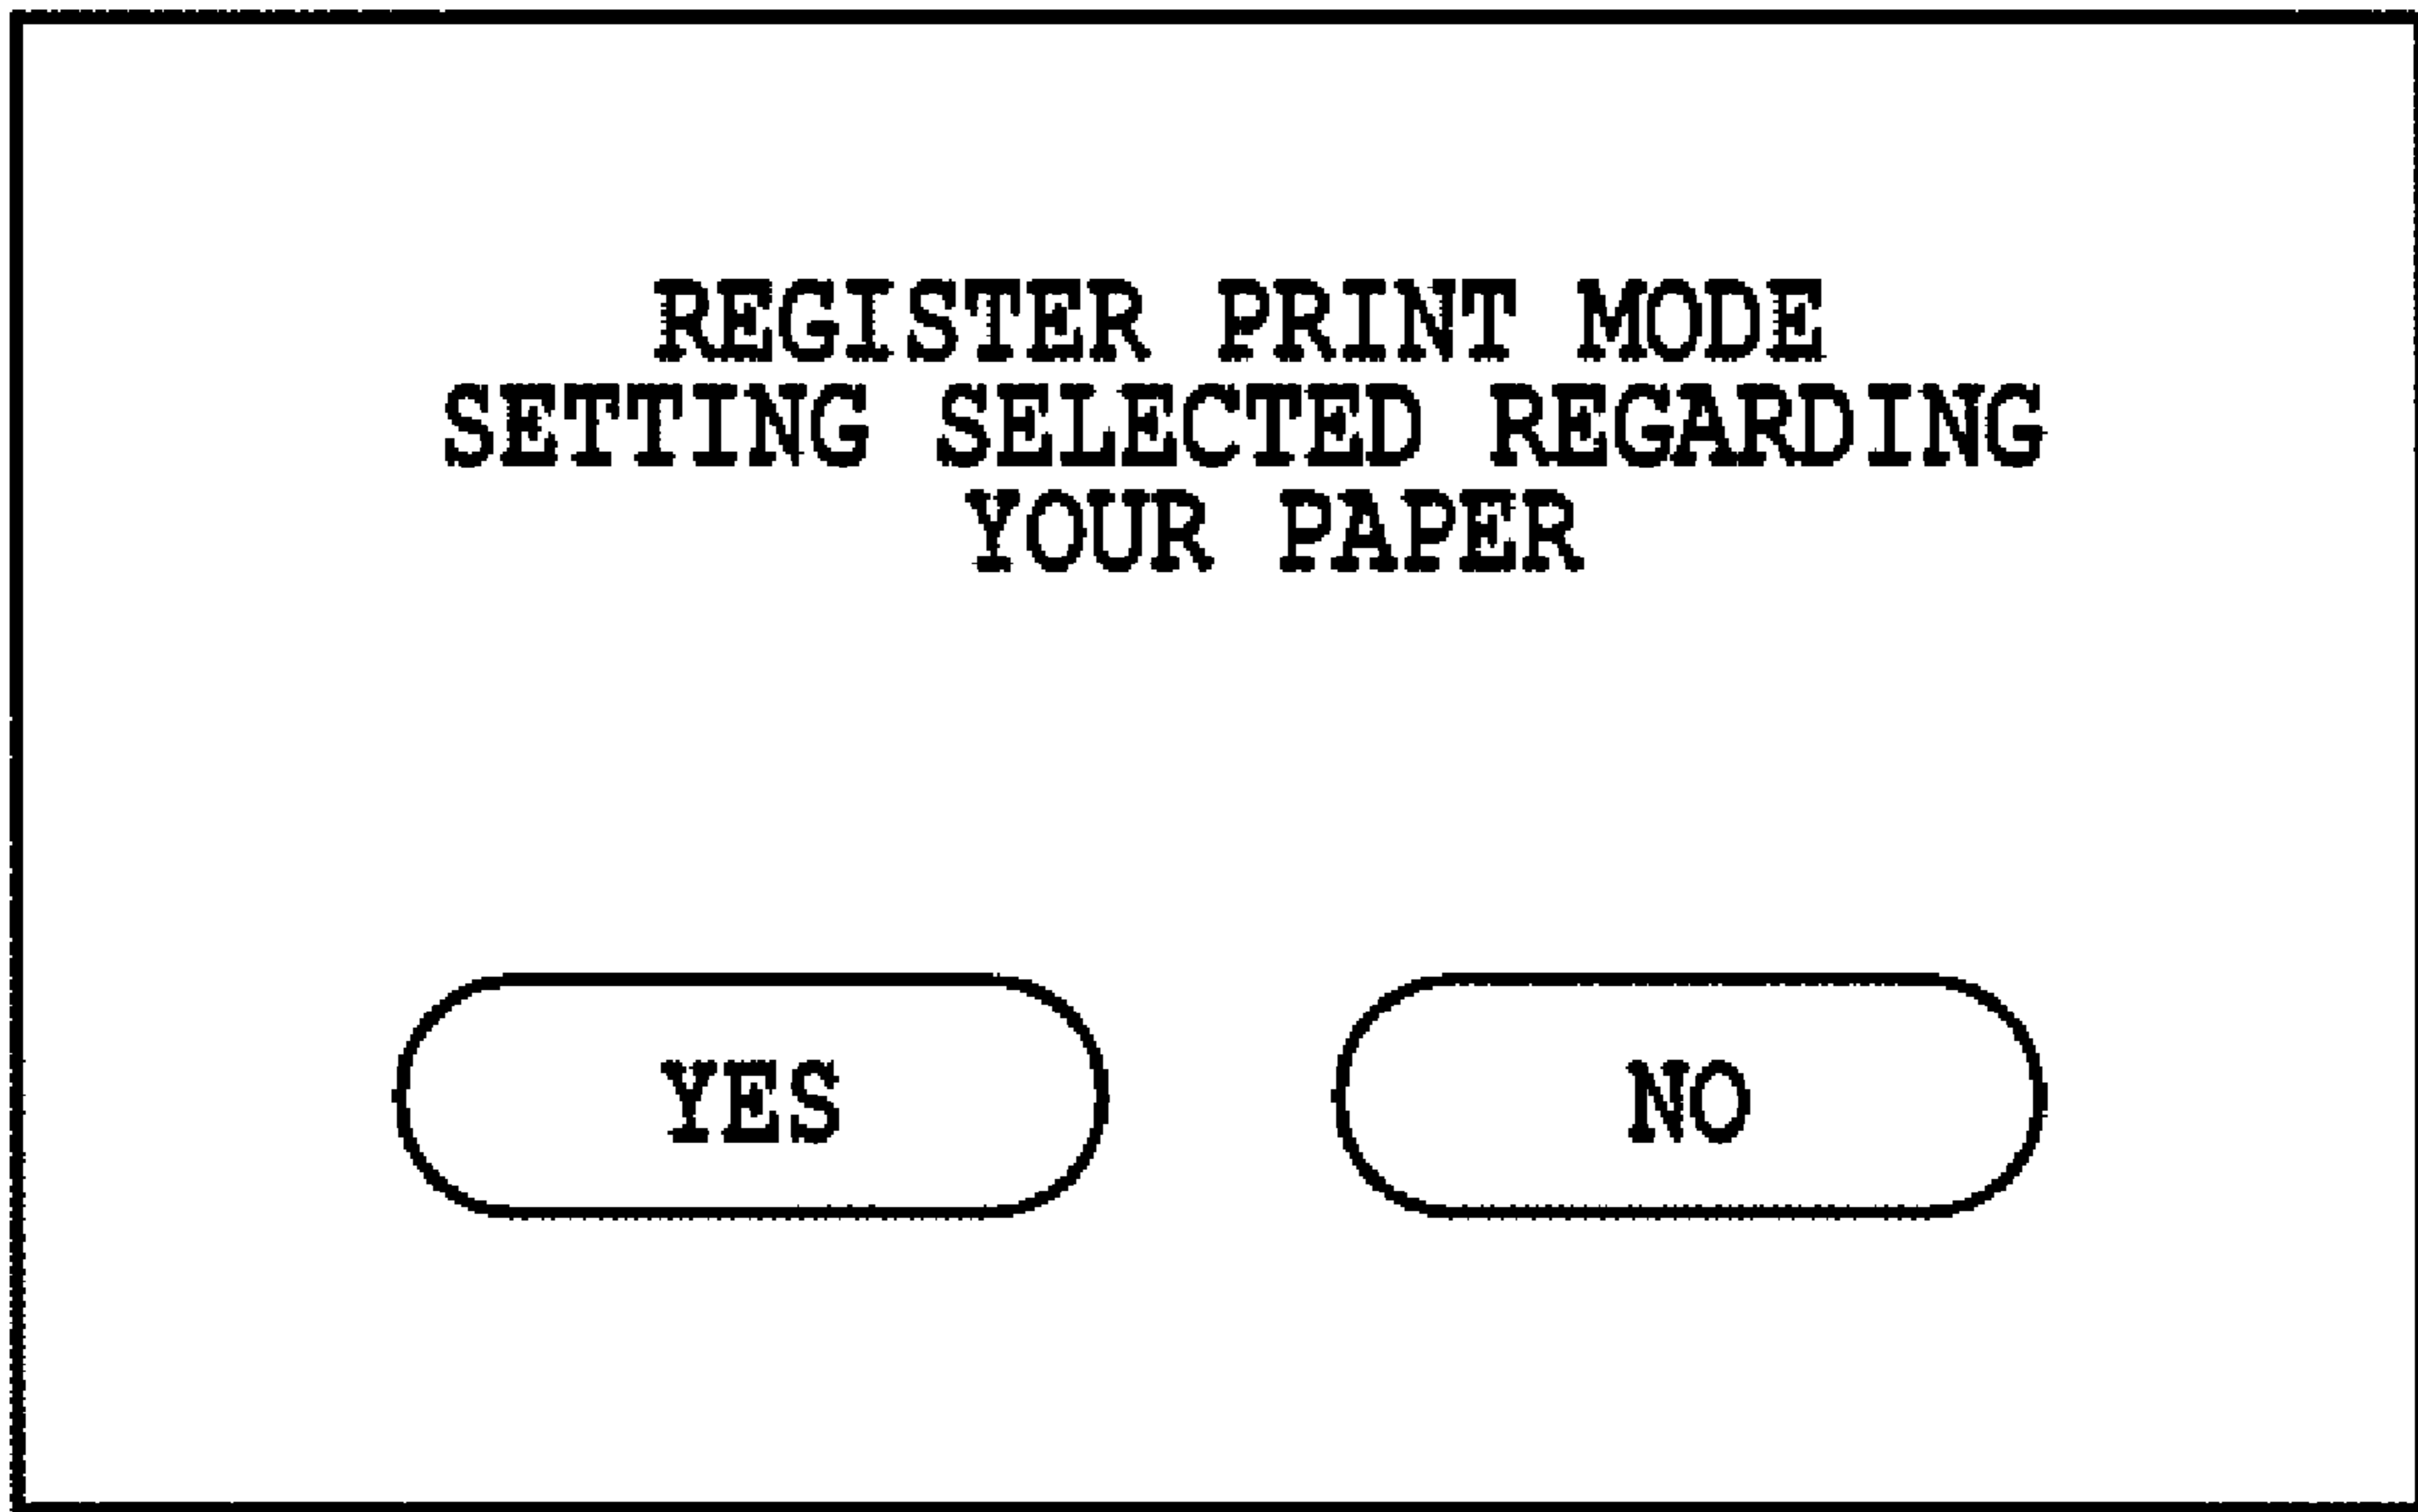 REGISTER PRINT MODE
SETTING SELECTED REGARDING
YOUR PAPER
YES
NO